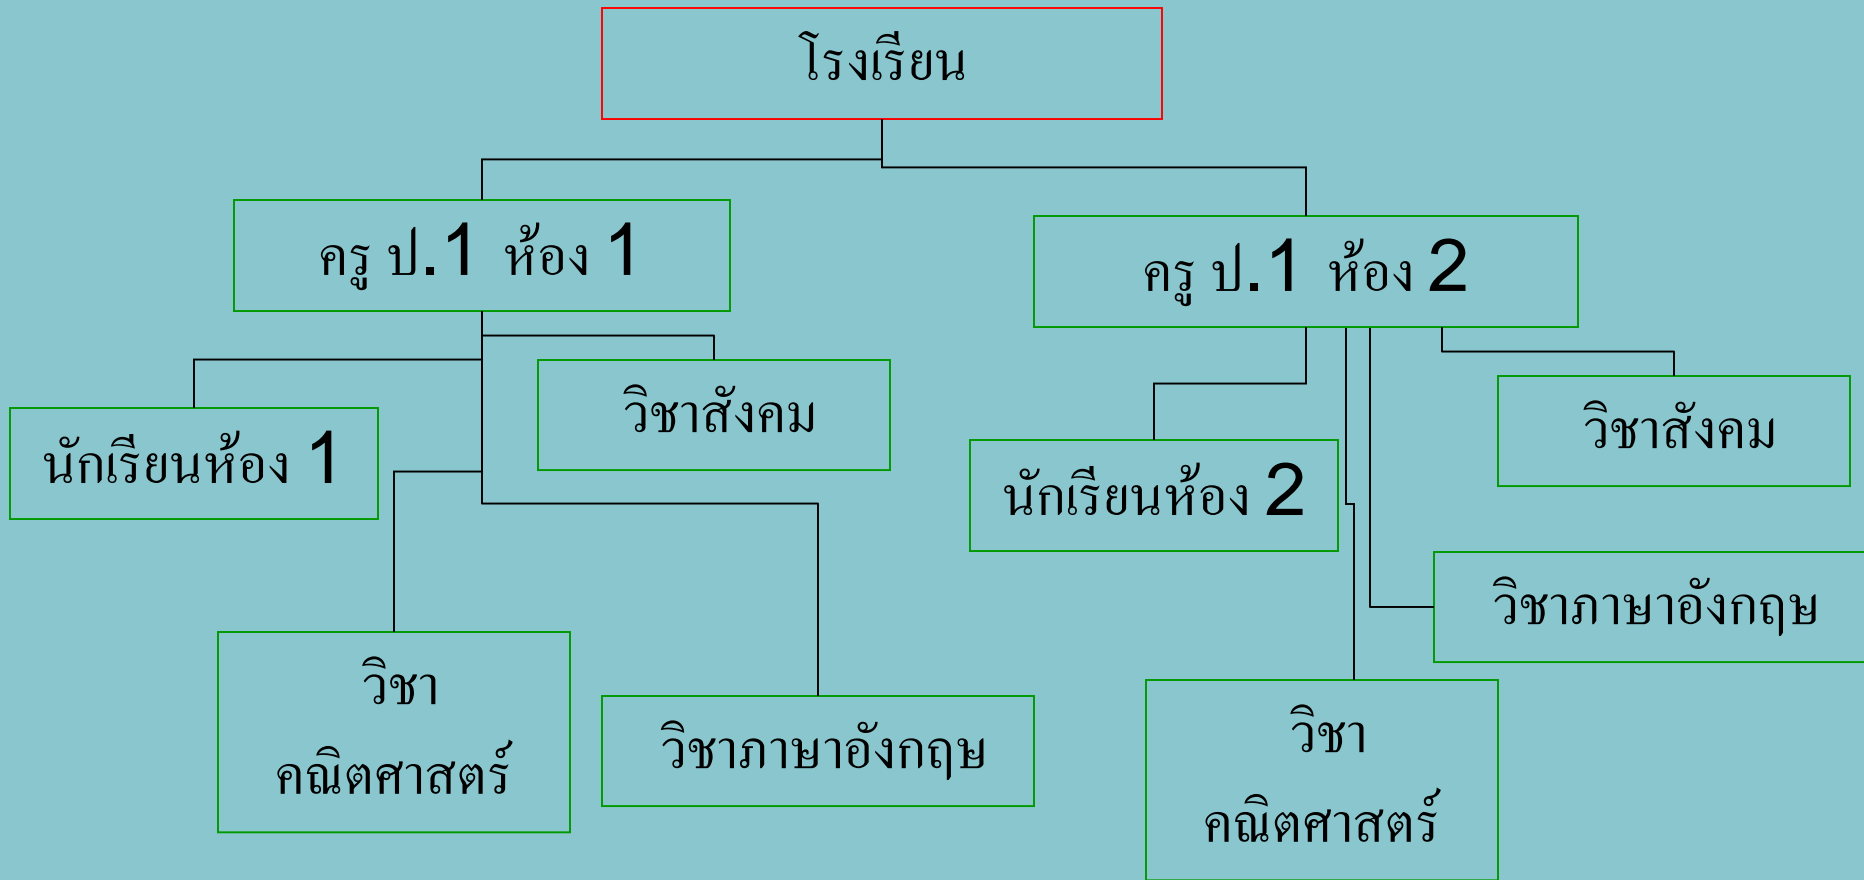 โรงเรียน
ครู ป.1 ห้อง 1
ครู ป.1 ห้อง 2
วิชาสังคม
วิชาสังคม
นักเรียนห้อง 1
นักเรียนห้อง 2
วิชาภาษาอังกฤษ
วิชา
คณิตศาสตร์
วิชาภาษาอังกฤษ
วิชา
คณิตศาสตร์